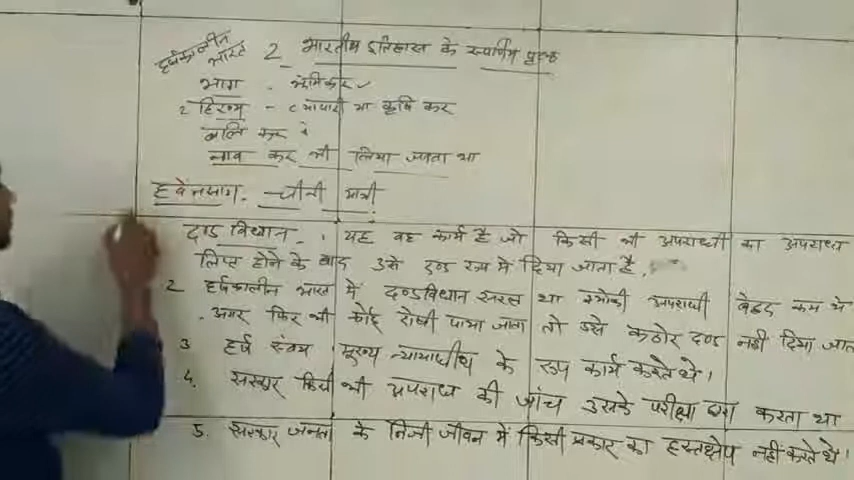 हर्षकालीन भारत 2 भारतीय इतिहास के स्वर्णिम पृष्ठ
भाग - भूमिकर
2 हिरण्य - व्यापारी या कृषि कर
बलि कर
नाव कर भी लिया जाता था
ह्वेनसांग - चीनी यात्री
दण्ड विधान - यह वह कार्य है जो किसी भी अपराधी का अपराध
लिप्त होने के बाद उसे दण्ड रूप में दिया जाता है
2 हर्षकालीन भारत में दण्डविधान सरल था क्योंकी अपराधी बेहद कम थे
अगर फिर भी कोई दोषी पाया जाता तो उसे कठोर दण्ड नही दिया जाता
3 हर्ष स्वंय मुख्य न्यायाधीश के रूप कार्य करते थे।
4. सरकार किसी भी अपराध की जांच उसके परीक्षा द्वारा करता था
5. सरकार जनता के निजी जीवन में किसी प्रकार का हस्तक्षेप नही करते थे।